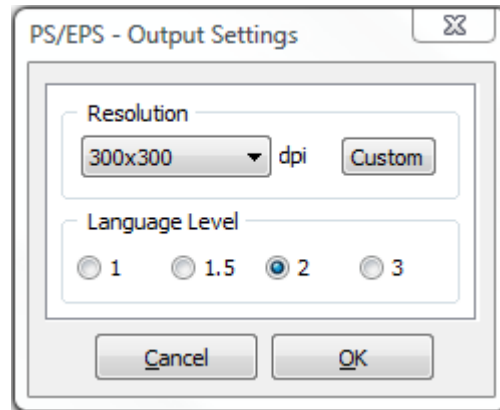 PS/EPS - Output Settings
Resolution
300x300 dpi Custom
Language Level
1 1.5 2 3
Cancel OK